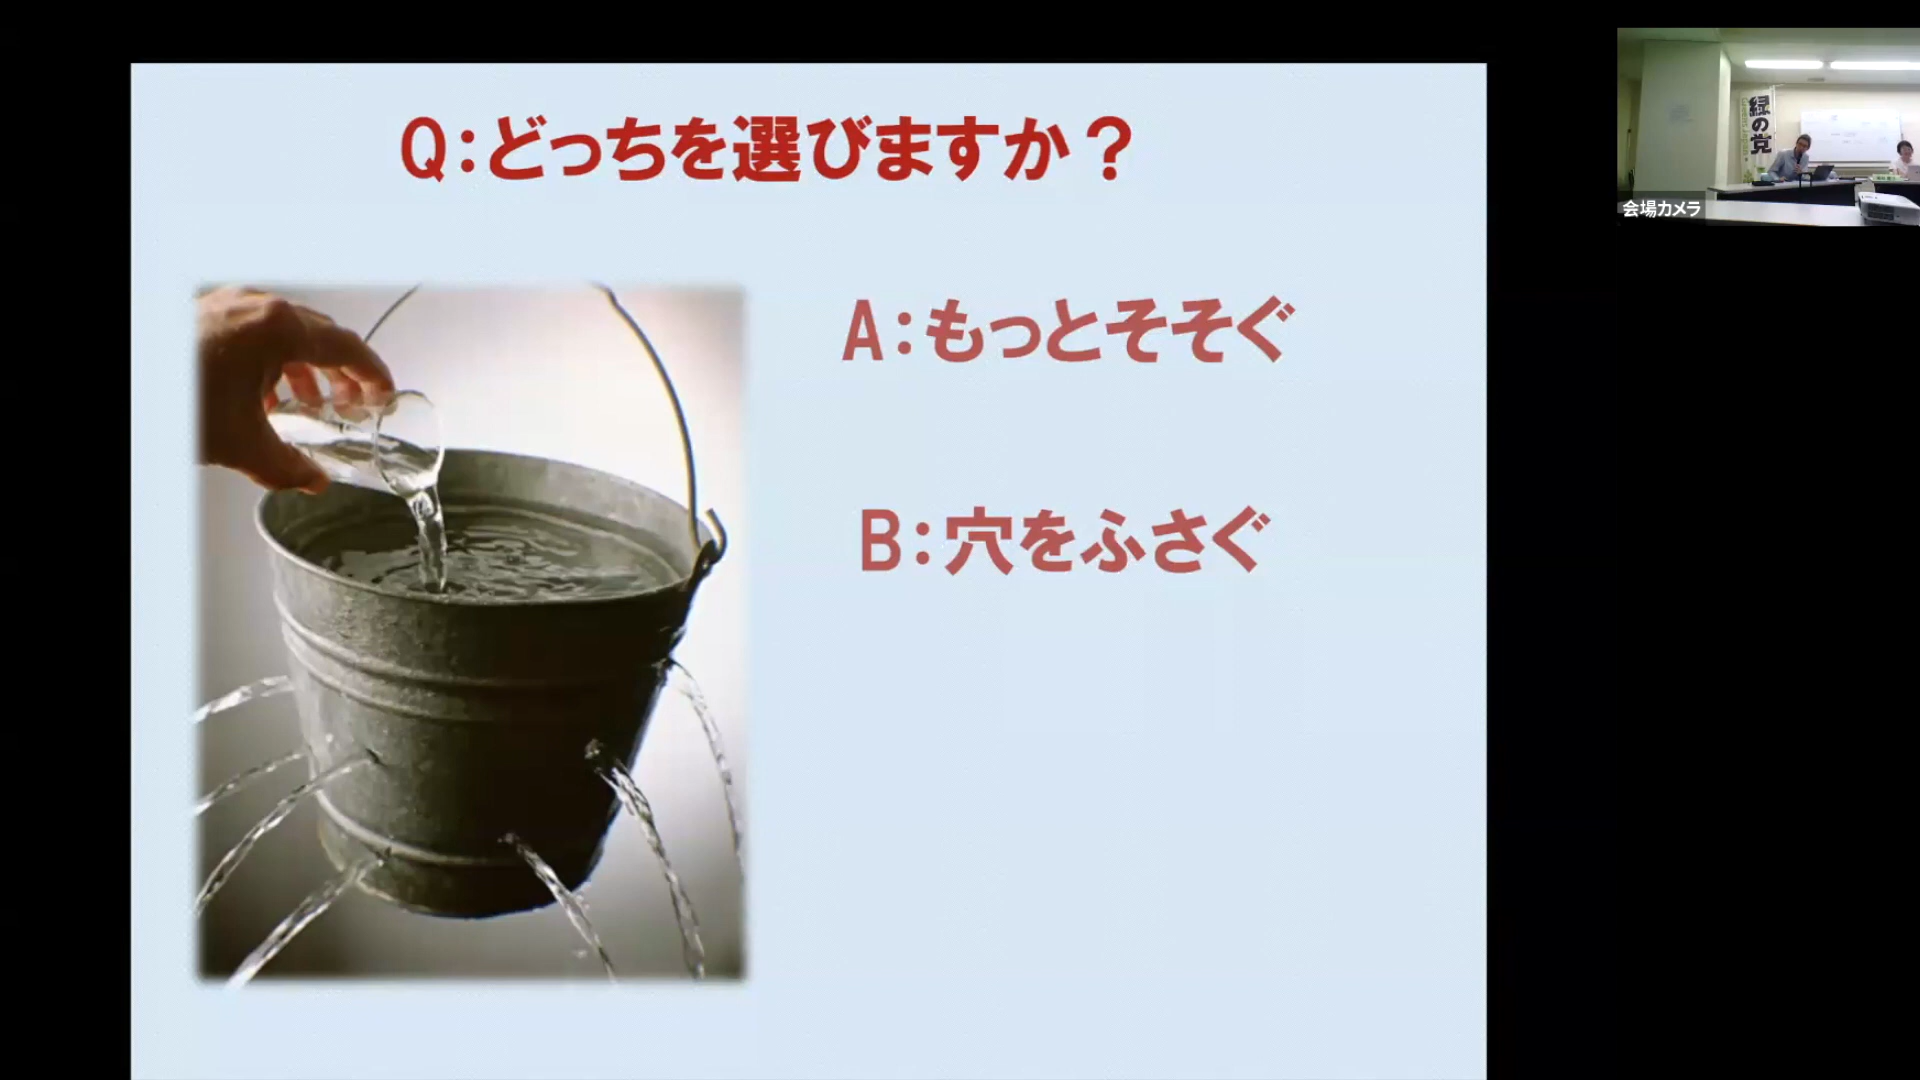 Q:どっちを選びますか？
A:もっとそそぐ
B:穴をふさぐ
緑の党
会場カメラ